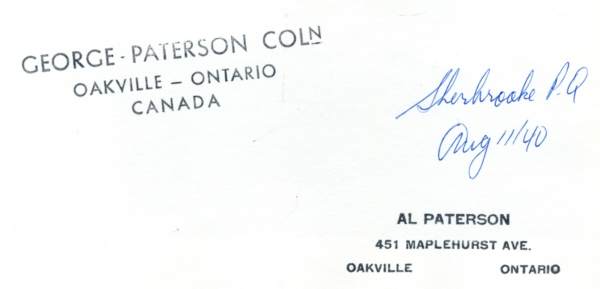 GEORGE-PATERSON COLN
OAKVILLE – ONTARIO
CANADA
Sherbrooke P.Q
Aug 11/40
AL PATERSON
451 MAPLEHURST AVE.
OAKVILLE ONTARIO